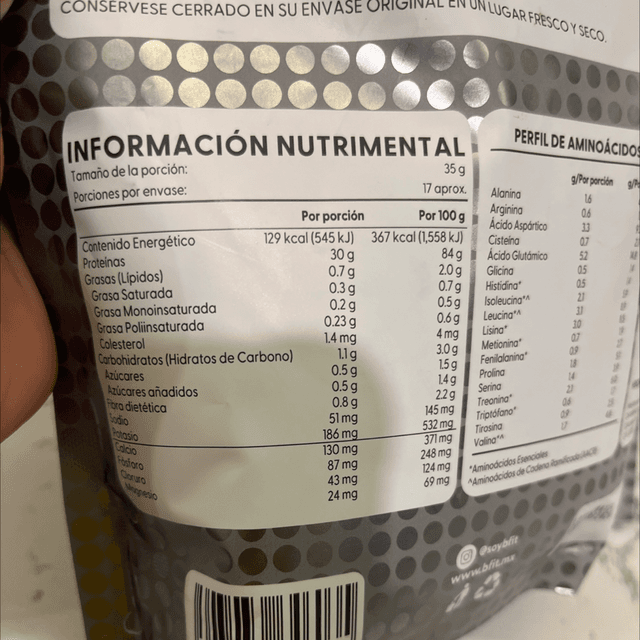 CONSÉRVESE CERRADO EN SU ENVASE ORIGINAL EN UN LUGAR FRESCO Y SECO.
INFORMACIÓN NUTRIMENTAL
Tamaño de la porción: 35 g
Porciones por envase: 17 aprox.
Por porción Por 100 g
Contenido Energético 129 kcal (545 kJ) 367 kcal (1,558 kJ)
Proteínas 30 g 84 g
Grasas (Lípidos) 0.7 g 2.0 g
Grasa Saturada 0.3 g 0.7 g
Grasa Monoinsaturada 0.2 g 0.5 g
Grasa Poliinsaturada 0.23 g 0.6 g
Colesterol 1.4 mg 4 mg
Carbohidratos (Hidratos de Carbono) 1.1 g 3.0 g
Azúcares 0.5 g 1.5 g
Azúcares añadidos 0.5 g 1.4 g
Fibra dietética 0.8 g 2.2 g
Sodio 51 mg 145 mg
Potasio 186 mg 532 mg
Calcio 130 mg 371 mg
Fósforo 87 mg 248 mg
Cloruro 43 mg 124 mg
Magnesio 24 mg 69 mg
PERFIL DE AMINOÁCIDOS
g/Por porción
Alanina 1.6
Arginina 0.6
Ácido Aspártico 3.3
Cisteína 0.7
Ácido Glutámico 5.2
Glicina 0.5
Histidina* 0.5
Isoleucina*^
Leucina*^
Lisina* 3.0
Metionina* 0.7
Fenilalanina* 0.9
Prolina 1.8
Serina 1.4
Treonina*
Triptófano* 0.6
Tirosina 0.9
Valina*^ 1.7
*Aminoácidos Esenciales
^Aminoácidos de Cadena Ramificada (AACR)
@soybfit
www.bfit.mx